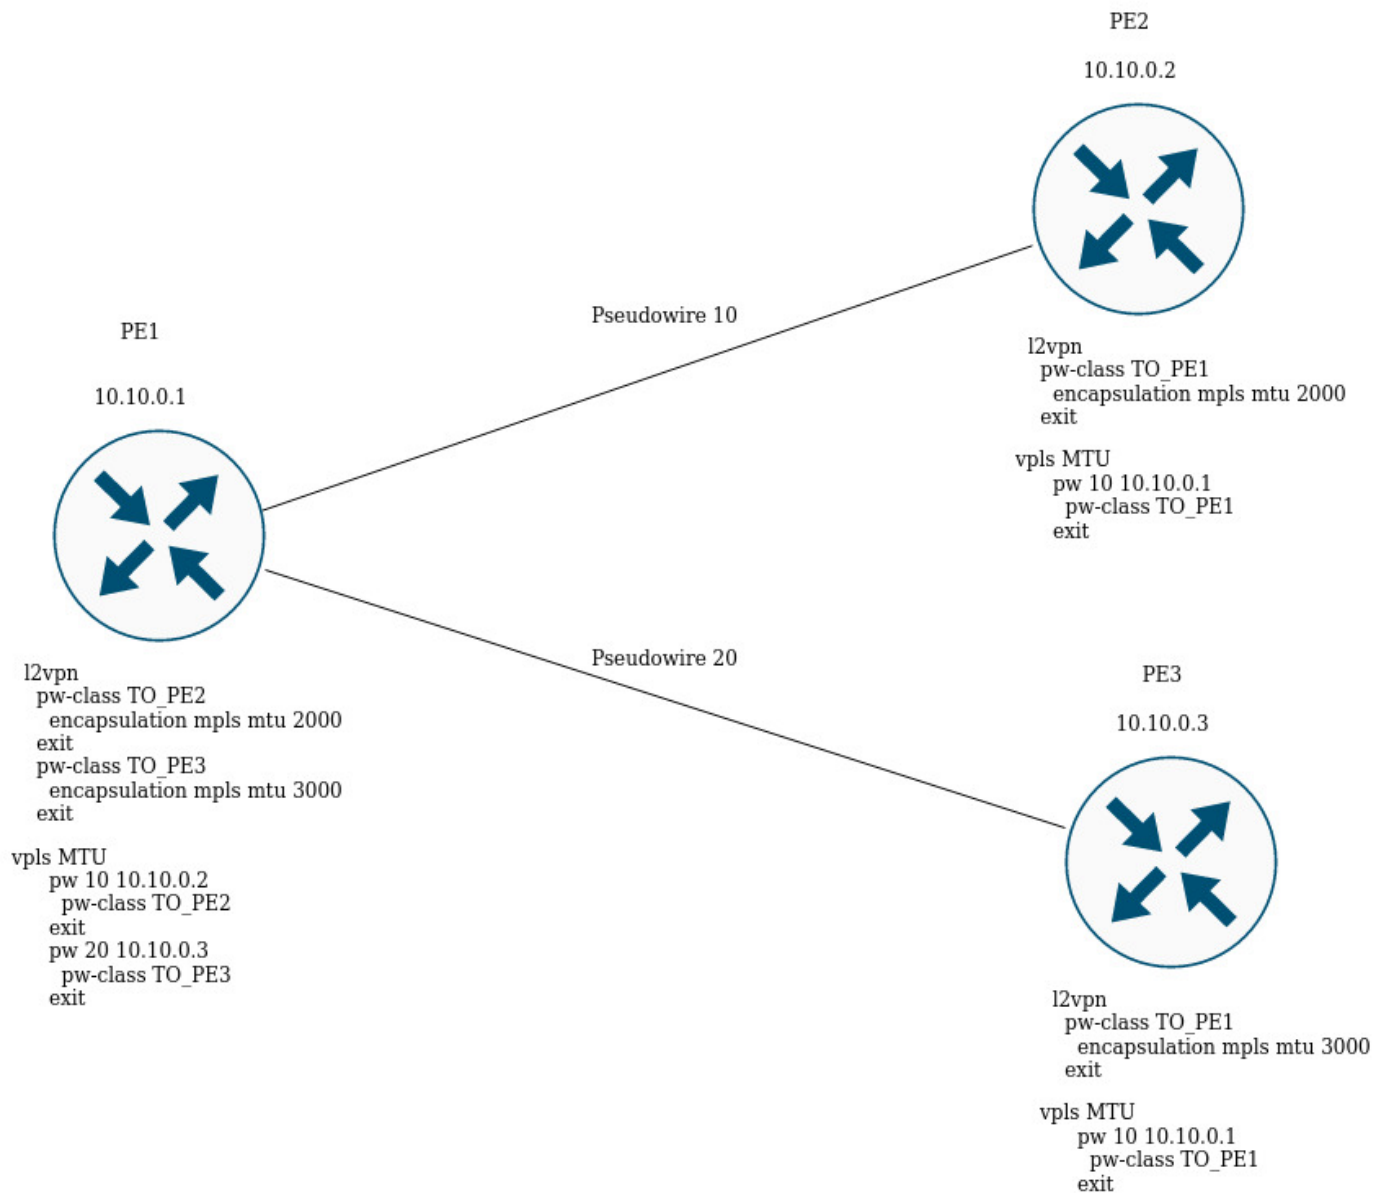 PE2
10.10.0.2
l2vpn
pw-class TO_PE1
encapsulation mpls mtu 2000
exit
vpls MTU
pw 10 10.10.0.1
pw-class TO_PE1
exit
Pseudowire 10
PE1
10.10.0.1
l2vpn
pw-class TO_PE2
encapsulation mpls mtu 2000
exit
pw-class TO_PE3
encapsulation mpls mtu 3000
exit
vpls MTU
pw 10 10.10.0.2
pw-class TO_PE2
exit
pw 20 10.10.0.3
pw-class TO_PE3
exit
Pseudowire 20
PE3
10.10.0.3
l2vpn
pw-class TO_PE1
encapsulation mpls mtu 3000
exit
vpls MTU
pw 10 10.10.0.1
pw-class TO_PE1
exit